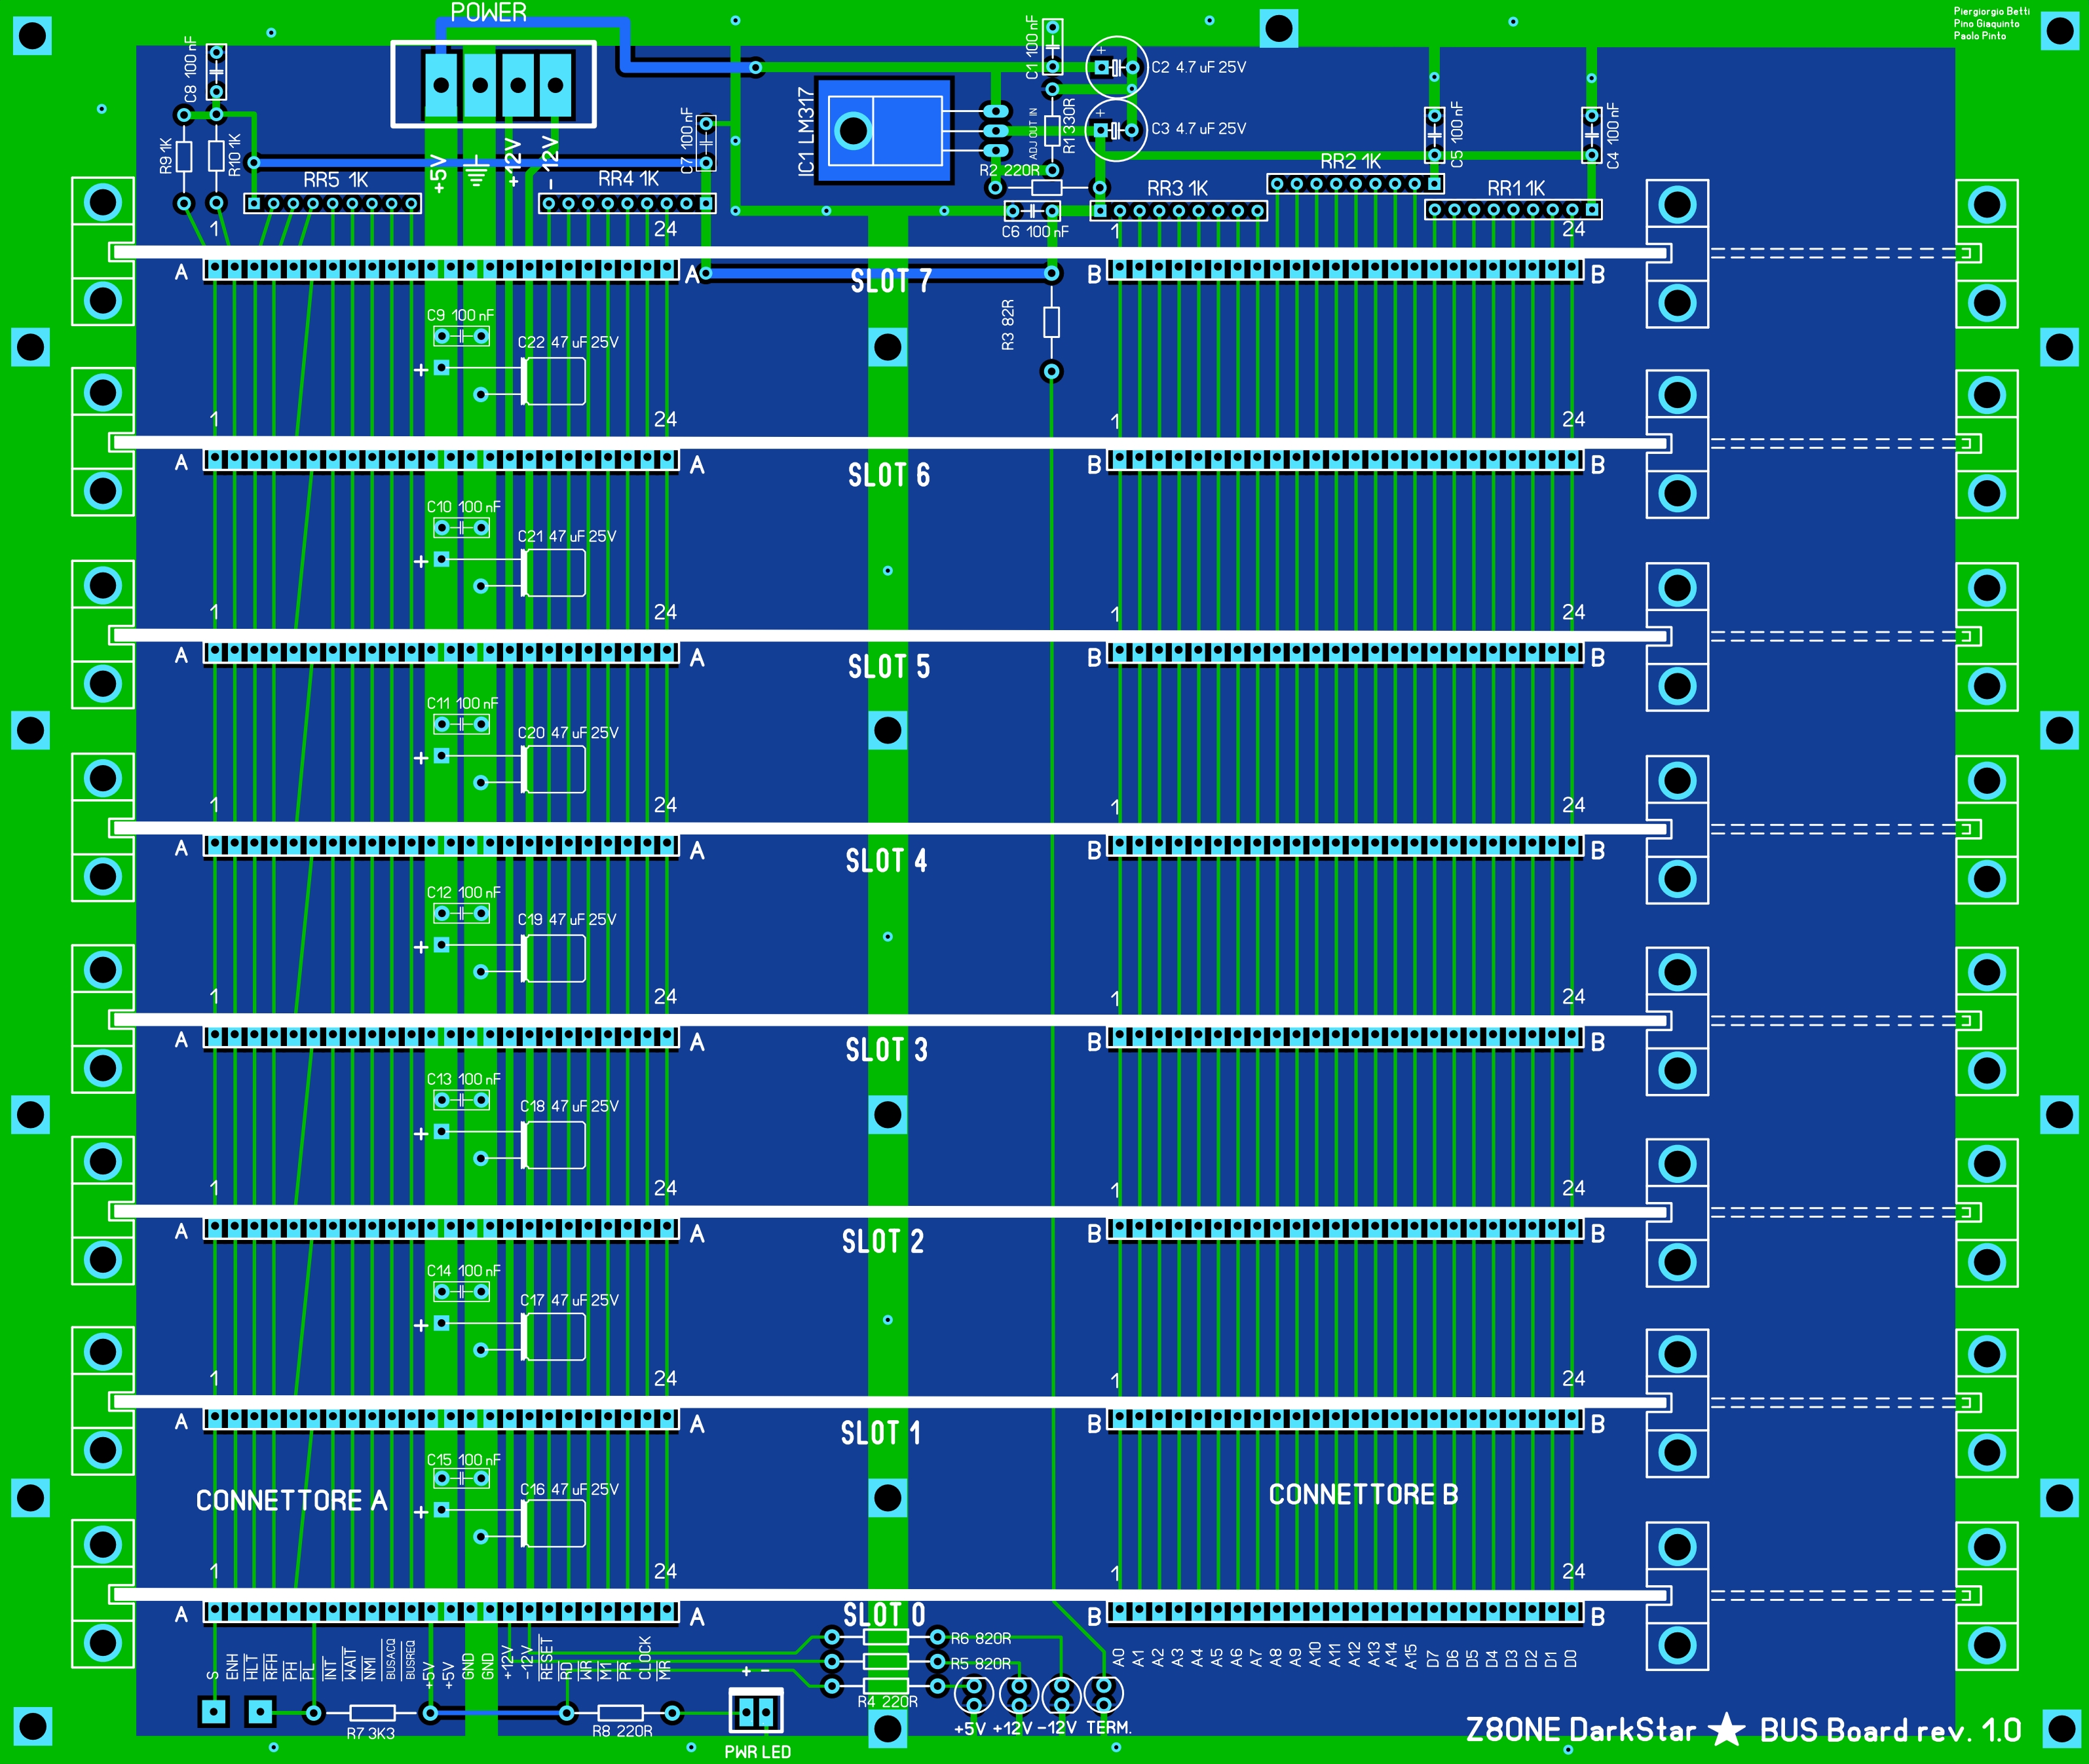 POWER
Piergiorgio Betti
Pino Giaquinto
Paolo Pinto
C8 100 nF
C1 100 nF
+
C2 4.7 uF 25V
C7 100 nF
IC1 LM317
ADJ OUT IN
R1 330R
+
C3 4.7 uF 25V
C5 100 nF
C4 100 nF
R9 1K
R10 1K
+5V
+12V
- 12V
R2 220R
RR2 1K
RR5 1K
RR4 1K
RR3 1K
RR1 1K
C6 100 nF
1
24
1
24
A
A
SLOT 7
B
B
C9 100 nF
R3 82R
C22 47 uF 25V
+
1
24
1
24
A
A
SLOT 6
B
B
C10 100 nF
C21 47 uF 25V
+
1
24
1
24
A
A
SLOT 5
B
B
C11 100 nF
C20 47 uF 25V
+
1
24
1
24
A
A
SLOT 4
B
B
C12 100 nF
C19 47 uF 25V
+
1
24
1
24
A
A
SLOT 3
B
B
C13 100 nF
C18 47 uF 25V
+
1
24
1
24
A
A
SLOT 2
B
B
C14 100 nF
C17 47 uF 25V
+
1
24
1
24
A
A
SLOT 1
B
B
C15 100 nF
C16 47 uF 25V
CONNETTORE A
CONNETTORE B
+
1
24
1
24
A
A
SLOT 0
B
B
S
ENH
HLT
RFH
PH
PL
INT
WAIT
NMI
BUSACQ
BUSREQ
+5V
+5V
GND
GND
+12V
-12V
RESET
RD
WR
M1
PR
CLOCK
MR
A0
A1
A2
A3
A4
A5
A6
A7
A8
A9
A10
A11
A12
A13
A14
A15
D7
D6
D5
D4
D3
D2
D1
D0
R6 820R
R5 820R
R4 220R
+ -
R7 3K3
R8 220R
PWR LED
+5V +12V -12V TERM.
Z80NE DarkStar ★ BUS Board rev. 1.0